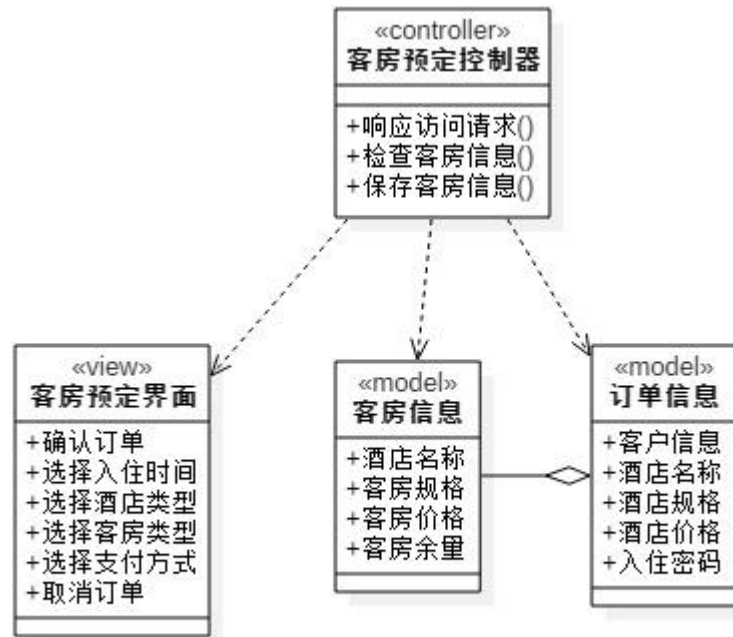 «controller»
客房预定控制器
+响应访问请求()
+检查客房信息()
+保存客房信息()
«view»
客房预定界面
+确认订单
+选择入住时间
+选择酒店类型
+选择客房类型
+选择支付方式
+取消订单
«model»
客房信息
+酒店名称
+客房规格
+客房价格
+客房余量
«model»
订单信息
+客户信息
+酒店名称
+酒店规格
+酒店价格
+入住密码